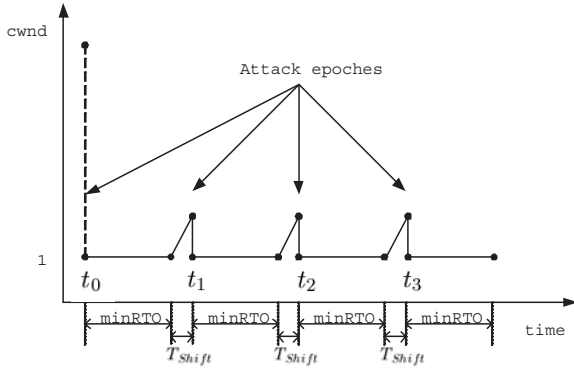 cwnd
Attack epoches
1
t0 t1 t2 t3
minRTO minRTO minRTO minRTO
time
TShift TShift TShift